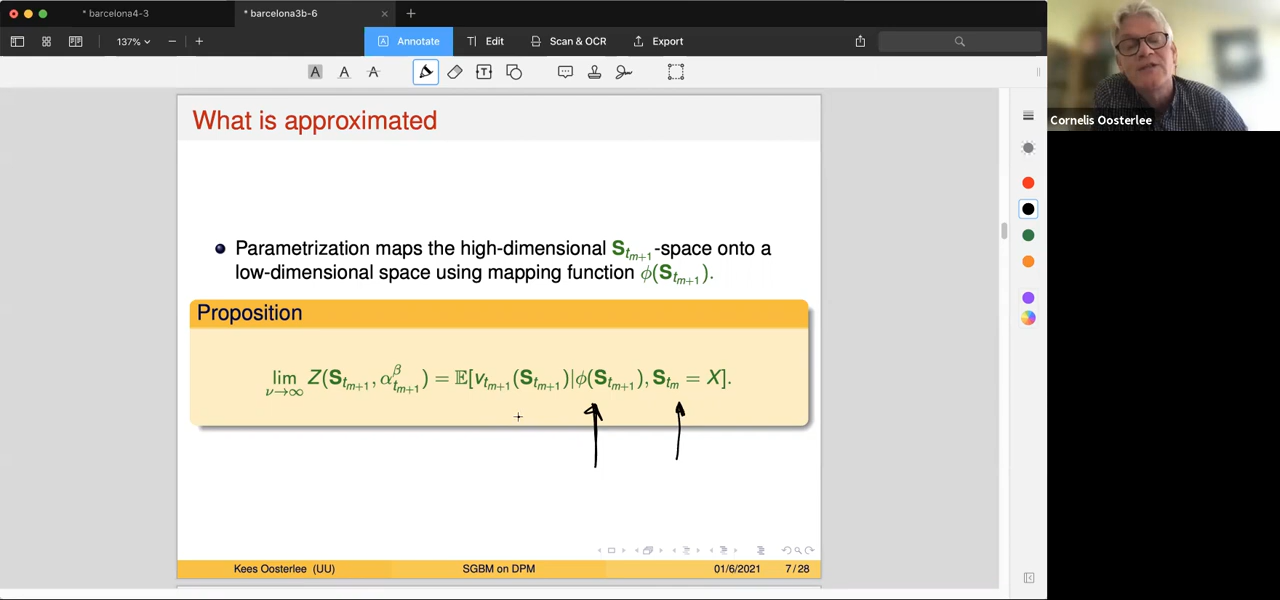 * barcelona4-3
* barcelona3b-6
137%
Annotate
Edit
Scan & OCR
Export
What is approximated
Parametrization maps the high-dimensional S_{t_{m+1}}-space onto a
low-dimensional space using mapping function ϕ(S_{t_{m+1}}).
Proposition
lim_{ν→∞} Z(S_{t_{m+1}}, α^β_{t_{m+1}}) = 𝔼[v_{t_{m+1}}(S_{t_{m+1}})|ϕ(S_{t_{m+1}}), S_{t_m} = X].
Kees Oosterlee (UU)
SGBM on DPM
01/6/2021
7 / 28
Cornelis Oosterlee